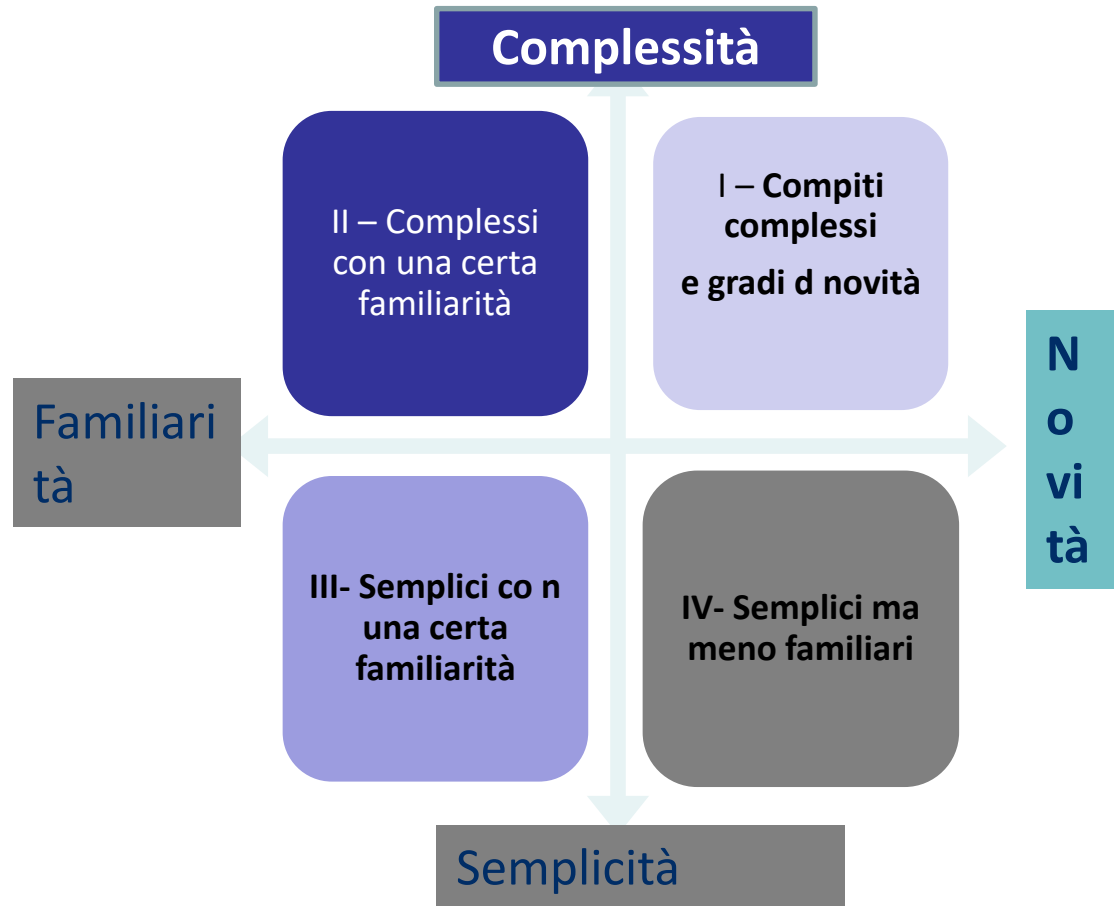 Complessità
II – Complessi
con una certa
familiarità
I – Compiti
complessi
e gradi d novità
Familiari
tà
N
o
vi
tà
III- Semplici co n
una certa
familiarità
IV- Semplici ma
meno familiari
Semplicità